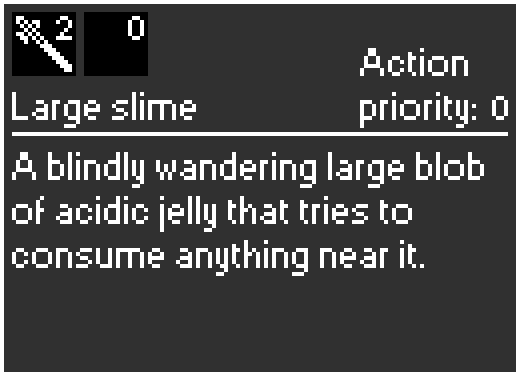 2 0
Action
Large slime priority: 0
A blindly wandering large blob
of acidic jelly that tries to
consume anything near it.